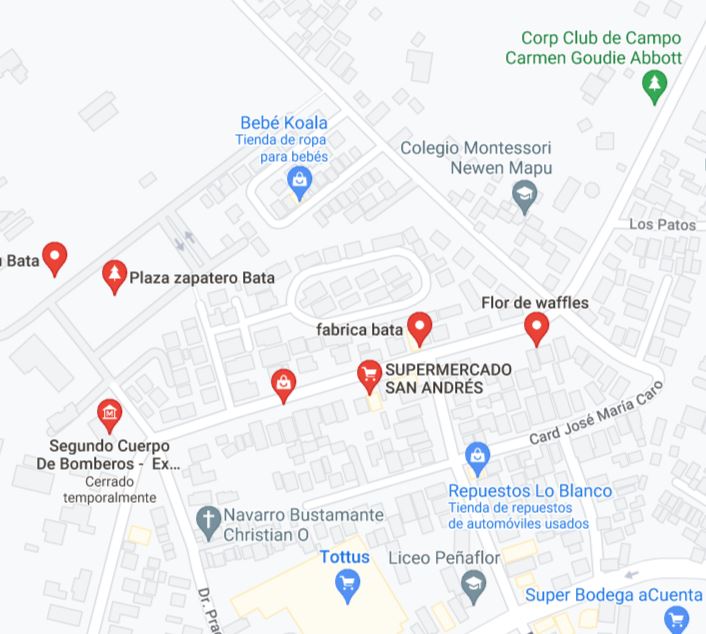 Corp Club de Campo
Carmen Goudie Abbott
Bebé Koala
Tienda de ropa
para bebés
Colegio Montessori
Newen Mapu
Los Patos
Bata
Plaza zapatero Bata
Flor de waffles
fabrica bata
SUPERMERCADO
SAN ANDRÉS
Card José María Caro
Segundo Cuerpo
De Bomberos - Ex...
Cerrado
temporalmente
Repuestos Lo Blanco
Tienda de repuestos
de automóviles usados
Navarro Bustamante
Christian O
Tottus
Liceo Peñaflor
Dr.
Super Bodega aCuenta